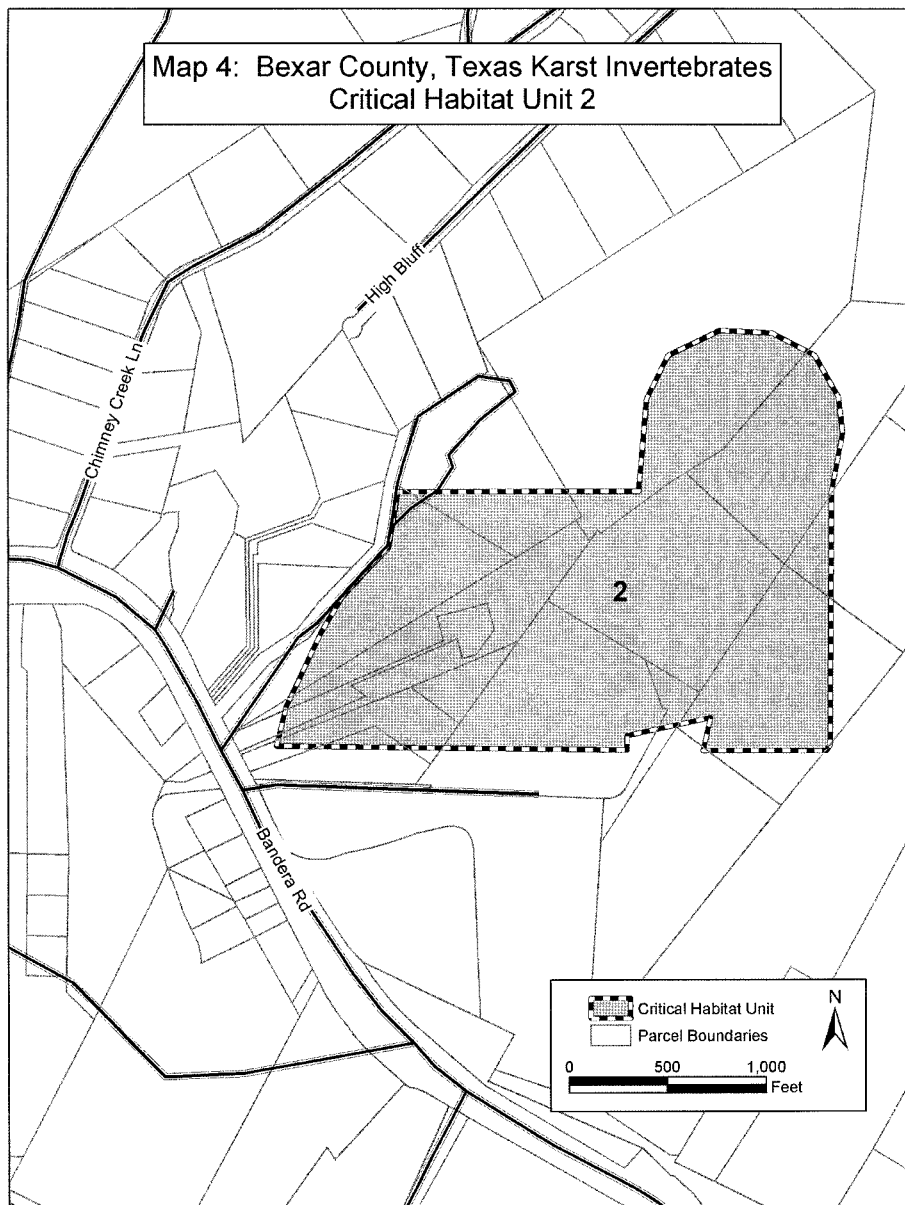 Map 4: Bexar County, Texas Karst Invertebrates
Critical Habitat Unit 2
High Bluff
Chimney Creek Ln
2
Bandera Rd
Critical Habitat Unit
Parcel Boundaries
N
0 500 1,000
Feet